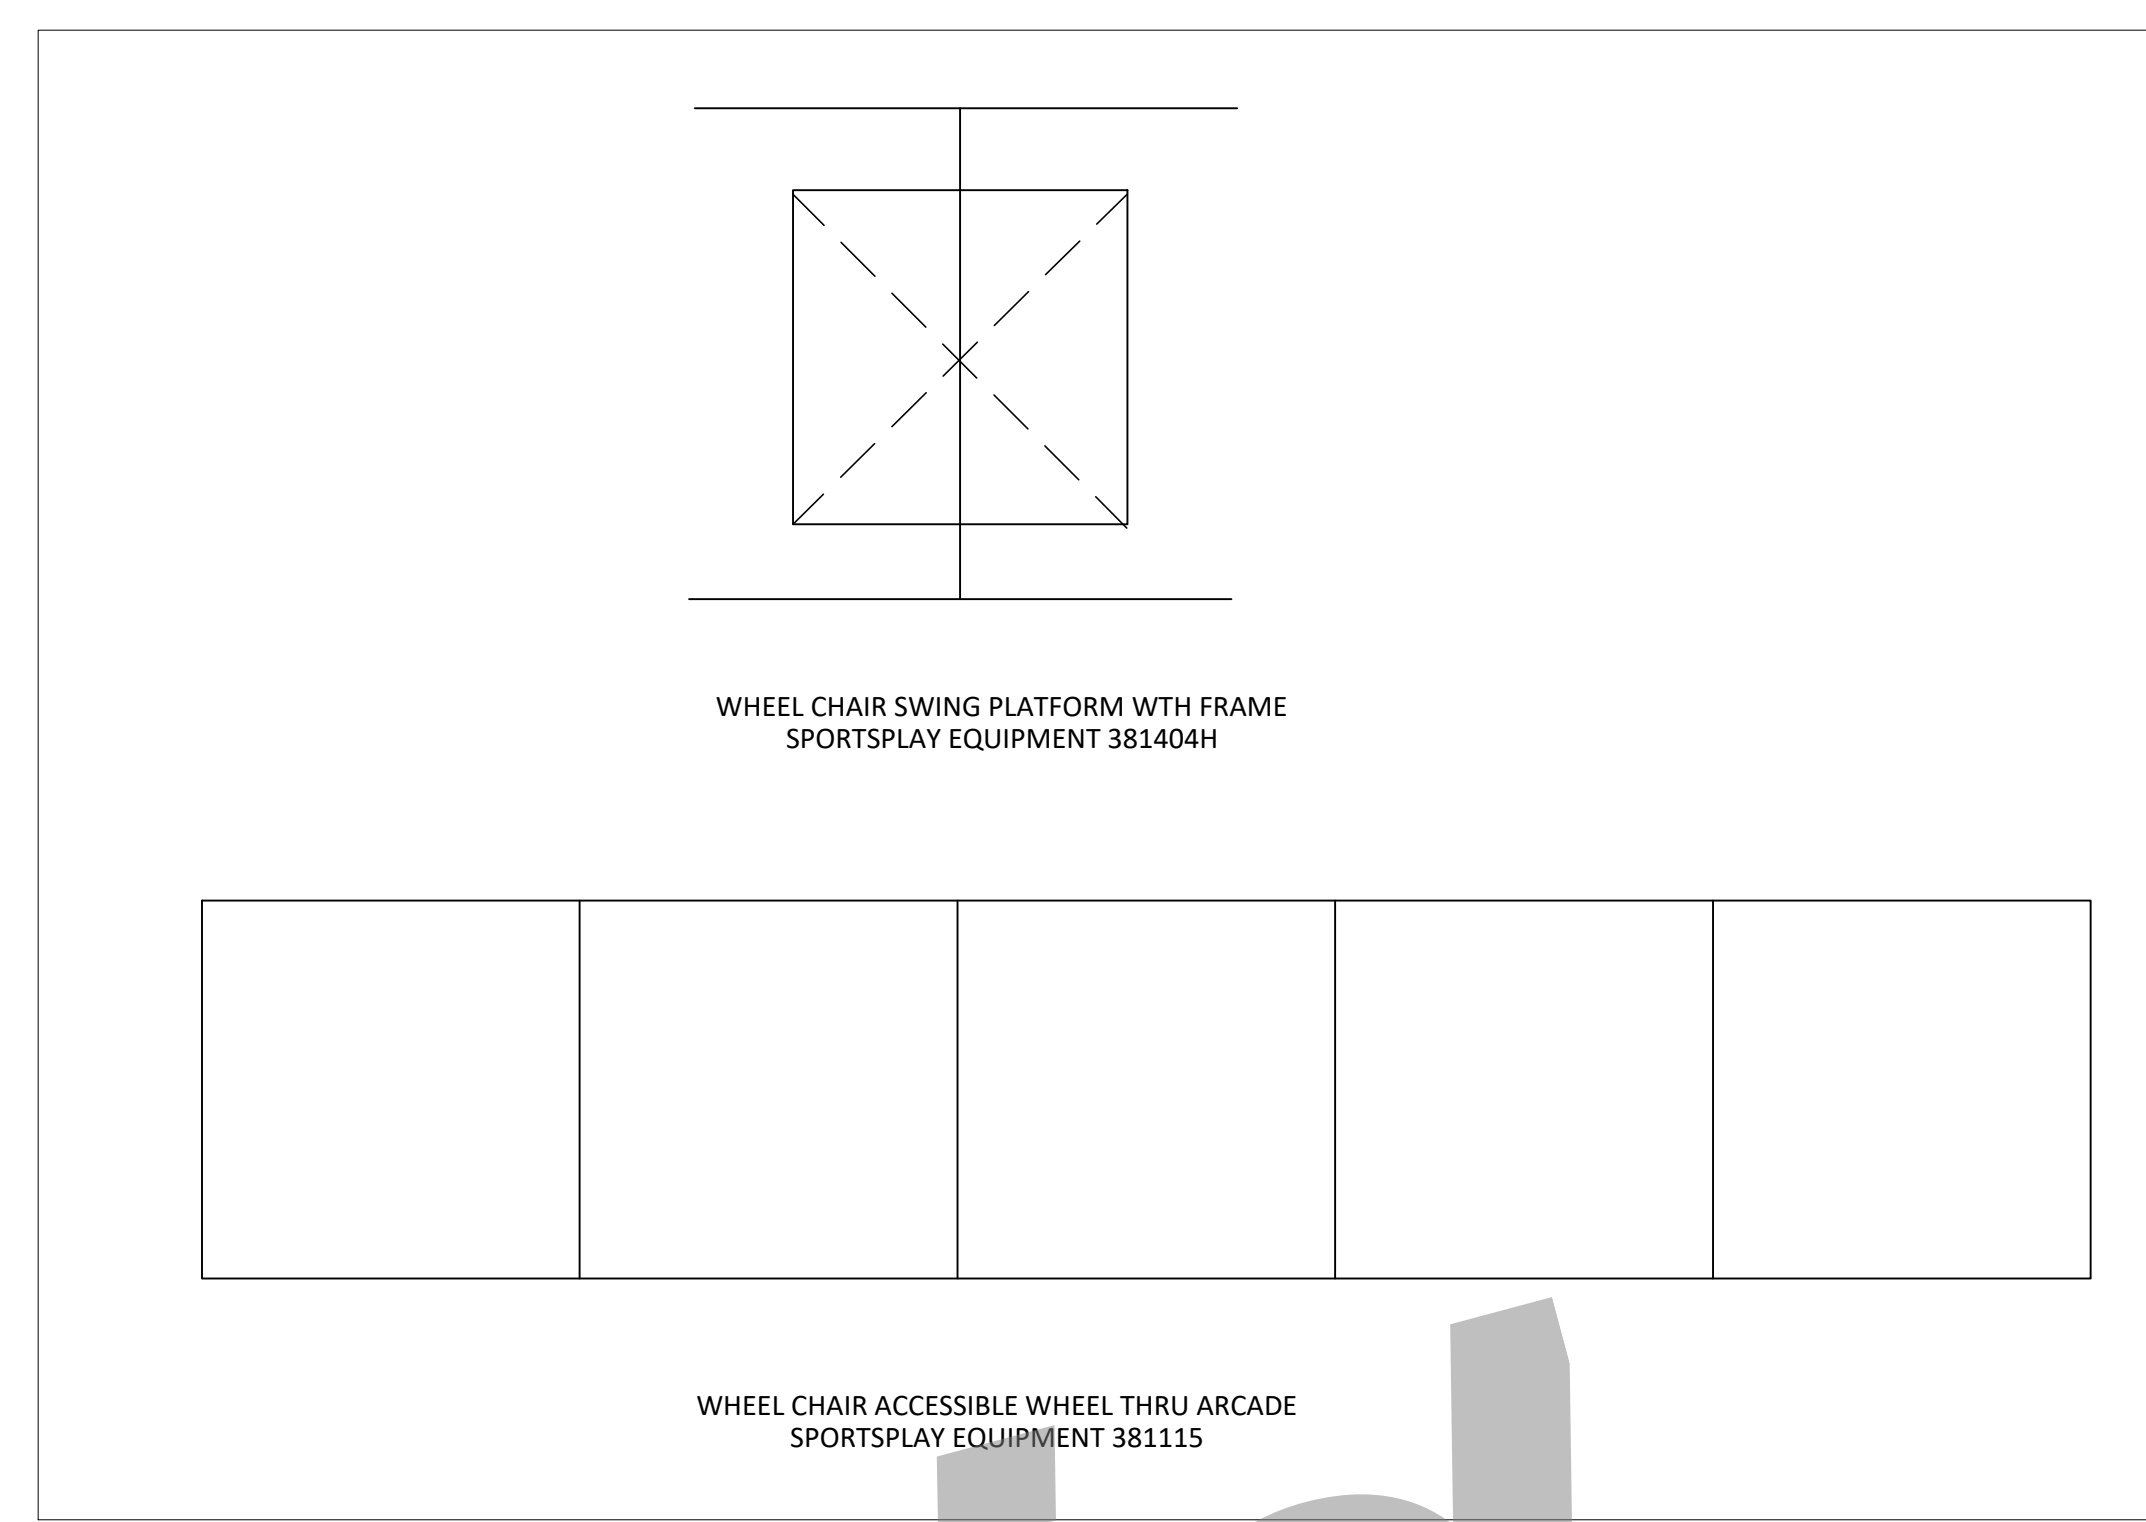 WHEEL CHAIR SWING PLATFORM WTH FRAME
SPORTSPLAY EQUIPMENT 381404H
WHEEL CHAIR ACCESSIBLE WHEEL THRU ARCADE
SPORTSPLAY EQUIPMENT 381115